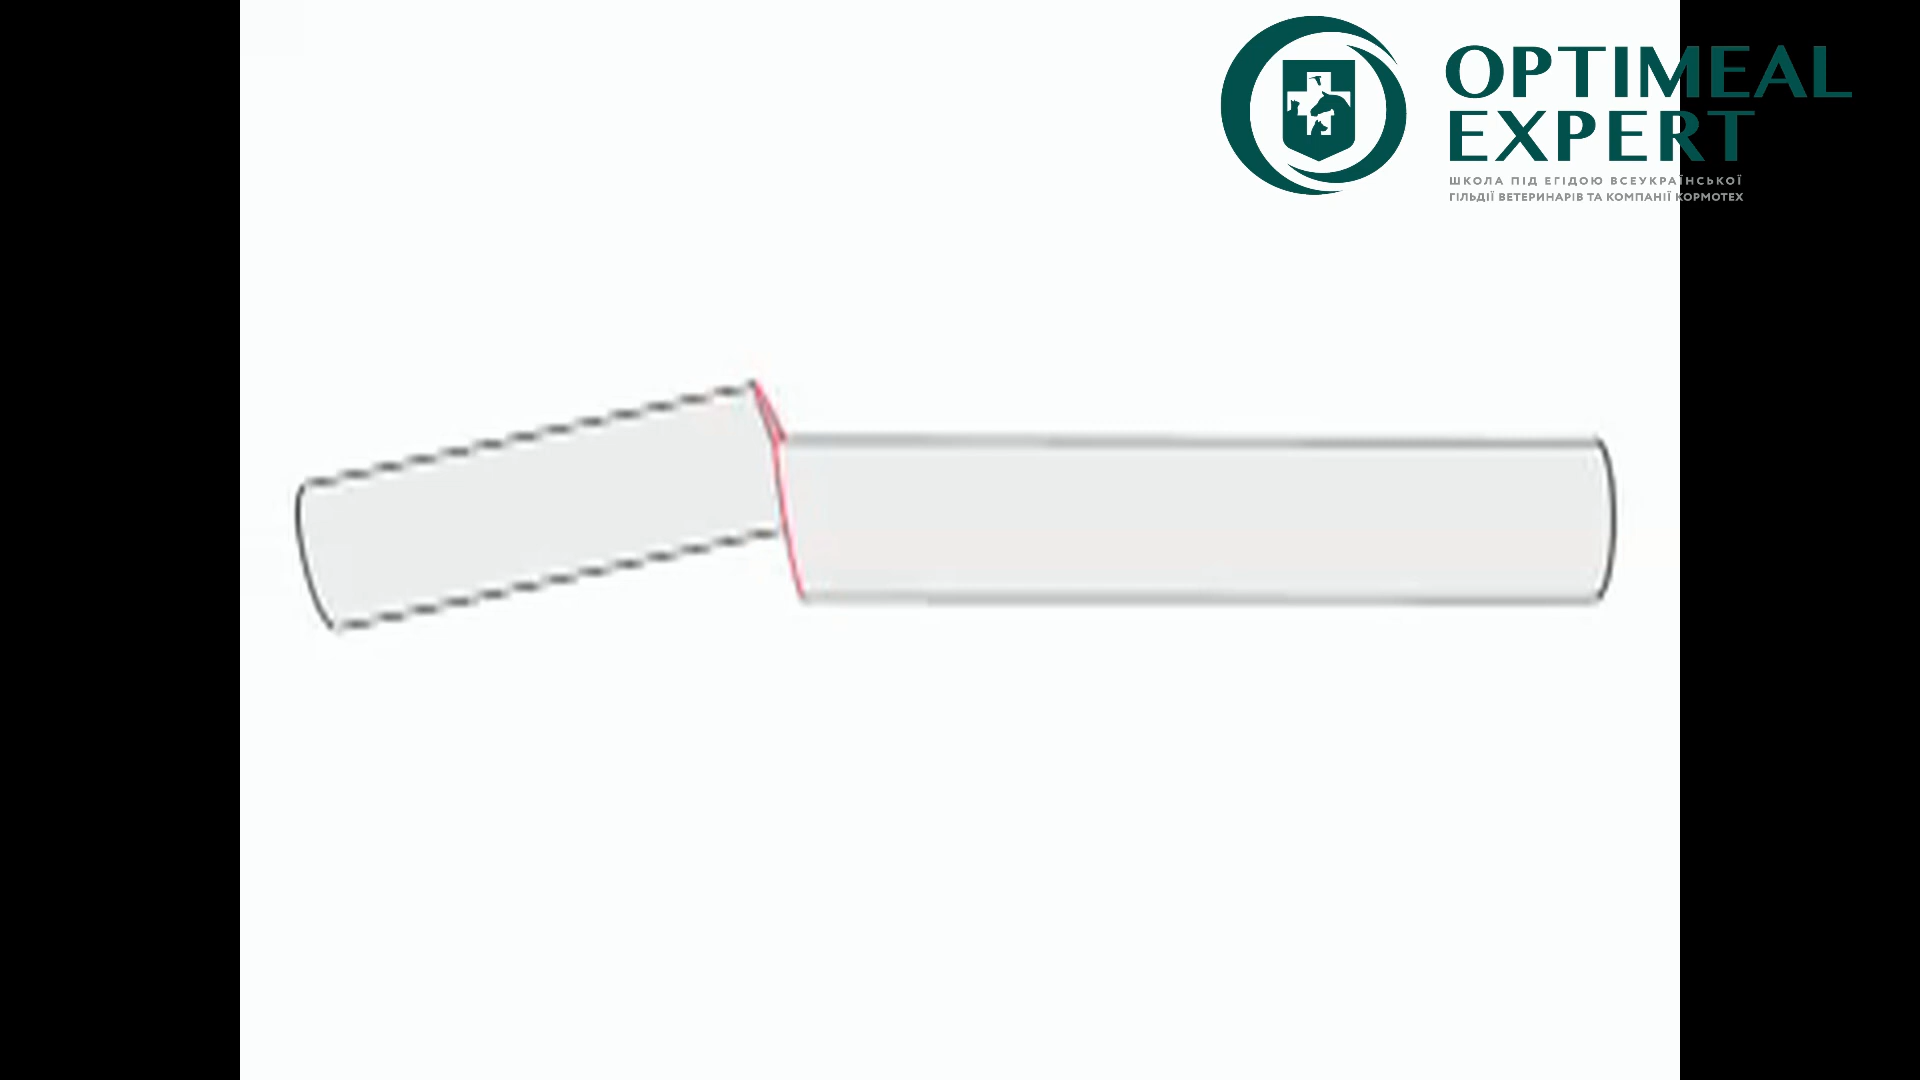 OPTIMEAL
EXPERT
ШКОЛА ПІД ЕГІДОЮ ВСЕУКРАЇНСЬКОЇ
ГІЛЬДІЇ ВЕТЕРИНАРІВ ТА КОМПАНІЇ КОРМОТЕХ